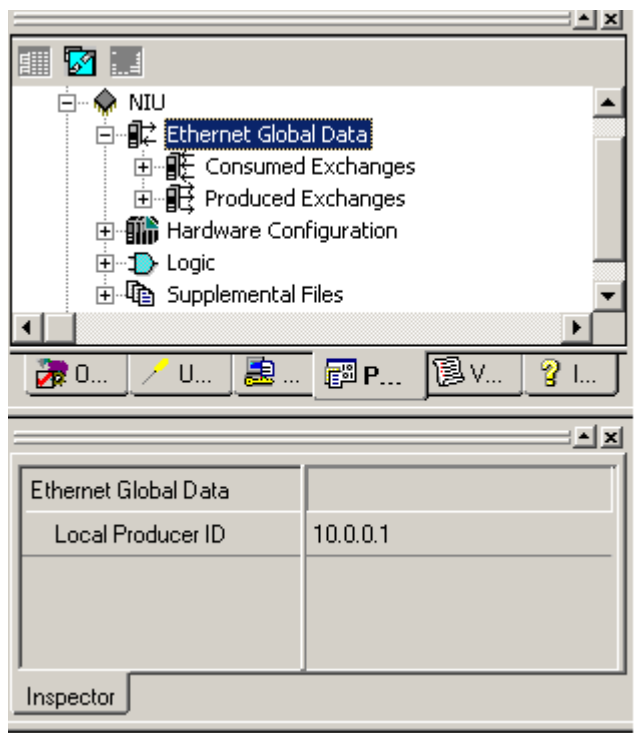 NIU
Ethernet Global Data
Consumed Exchanges
Produced Exchanges
Hardware Configuration
Logic
Supplemental Files
O... U... ... P... V... I...
Ethernet Global Data
Local Producer ID 10.0.0.1
Inspector